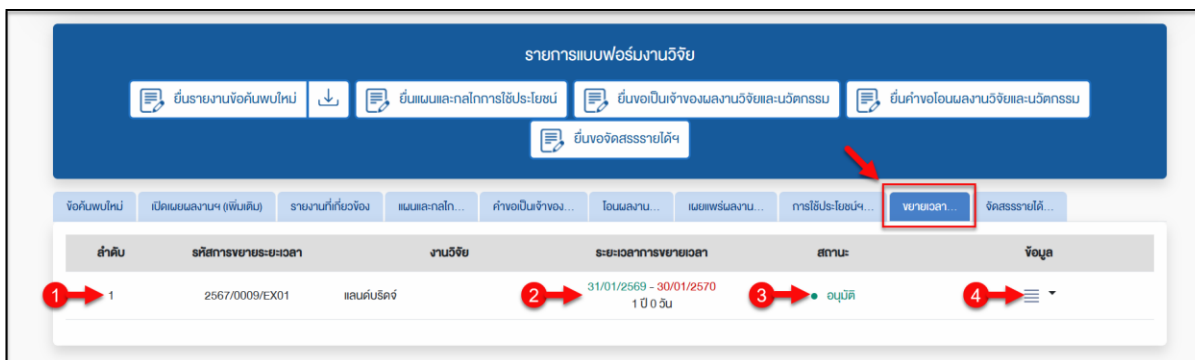 รายการแบบฟอร์มงานวิจัย
ยื่นรายงานข้อค้นพบใหม่ ยื่นแผนและกลไกการใช้ประโยชน์ ยื่นขอเป็นเจ้าของผลงานวิจัยและนวัตกรรม ยื่นคำขอโอนผลงานวิจัยและนวัตกรรม
ยื่นขอจัดสรรรายได้ฯ
ข้อค้นพบใหม่ เปิดเผยผลงานฯ (เพิ่มเติม) รายงานที่เกี่ยวข้อง แผนและกลไก... คำขอเป็นเจ้าของ... โอนผลงาน... เผยแพร่ผลงาน... การใช้ประโยชน์ฯ... ขยายเวลา... จัดสรรรายได้...
ลำดับ รหัสการขยายระยะเวลา งานวิจัย ระยะเวลาการขยายเวลา สถานะ ข้อมูล
1 1 2567/0009/EX01 แลนด์บริดจ์ 2 31/01/2569 - 30/01/2570 3 อนุมัติ 4
1 ปี 0 วัน